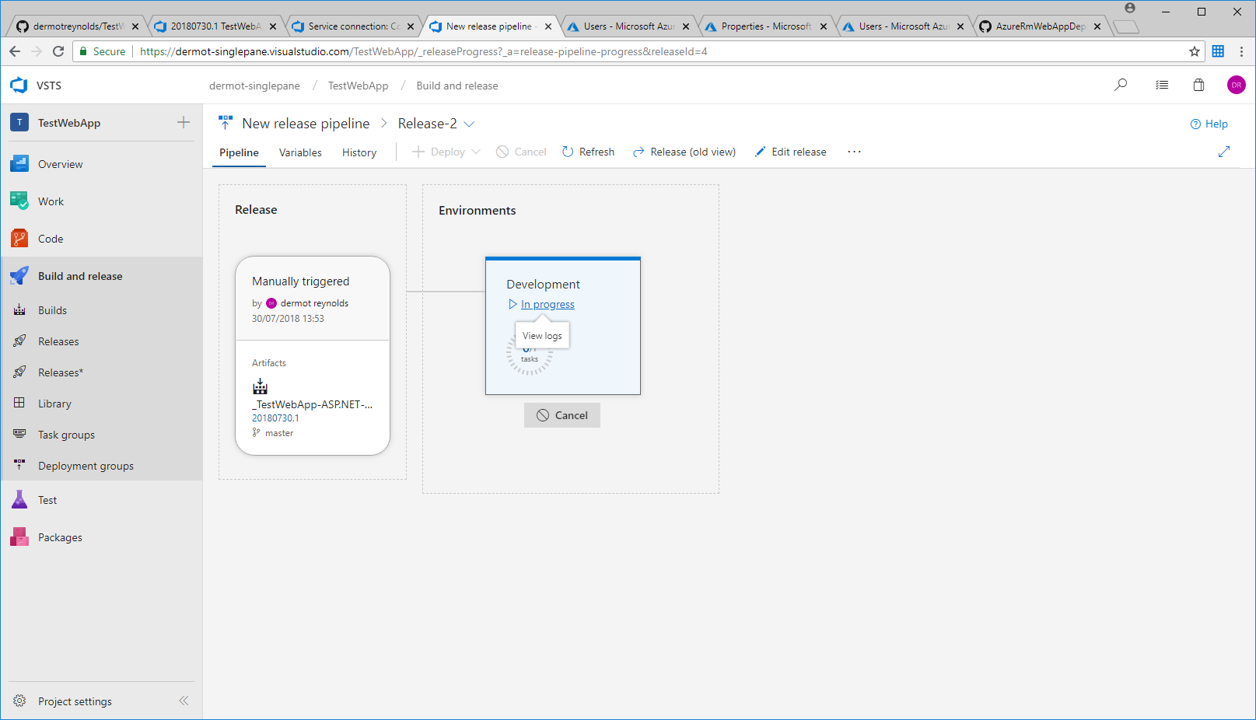 dermotreynolds/TestW
20180730.1 TestWebA
Service connection: Co
New release pipeline -
Users - Microsoft Azur
Properties - Microsoft
Users - Microsoft Azur
AzureRmWebAppDep
Secure
https://dermot-singlepane.visualstudio.com/TestWebApp/_releaseProgress?_a=release-pipeline-progress&releaseId=4
VSTS
dermot-singlepane / TestWebApp / Build and release
DR
T TestWebApp
New release pipeline > Release-2
Help
Pipeline
Variables
History
Deploy
Cancel
Refresh
Release (old view)
Edit release
...
Overview
Work
Code
Build and release
Builds
Releases
Releases*
Library
Task groups
Deployment groups
Test
Packages
Project settings
Release
Manually triggered
by DR dermot reynolds
30/07/2018 13:53
Artifacts
_TestWebApp-ASP.NET-...
20180730.1
master
Environments
Development
In progress
View logs
tasks
Cancel